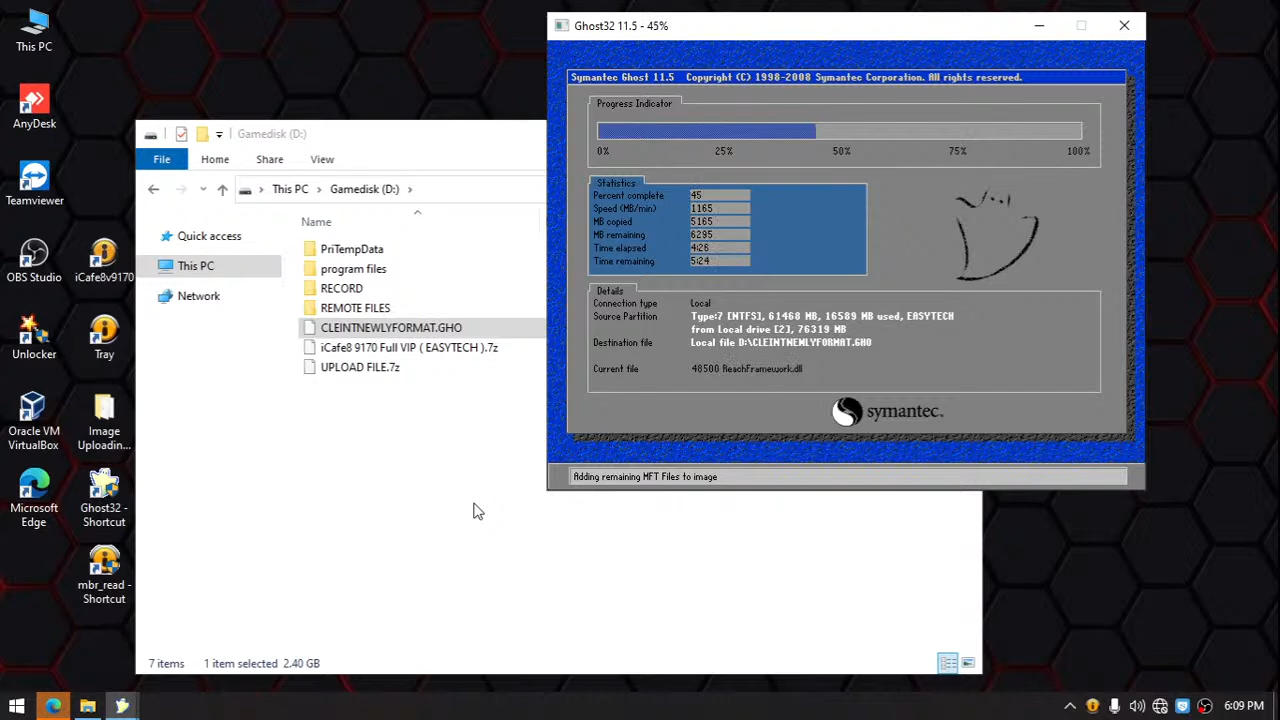 This PC
AnyDesk
Teamviewer
OBS Studio
iCafe8v9170
Unlocker
Tray
Oracle VM
VirtualBox
Image
Uploadin...
Microsoft
Edge
Ghost32 -
Shortcut
mbr_read -
Shortcut
Gamedisk (D:)
File
Home
Share
View
This PC
Gamedisk (D:)
Name
Quick access
This PC
Network
PriTempData
program files
RECORD
REMOTE FILES
CLEINTNEWLYFORMAT.GHO
iCafe8 9170 Full VIP ( EASYTECH ).7z
UPLOAD FILE.7z
7 items
1 item selected 2.40 GB
Ghost32 11.5 - 45%
Symantec Ghost 11.5 Copyright (C) 1998-2008 Symantec Corporation. All rights reserved.
Progress Indicator
0% 25% 50% 75% 100%
Statistics
Percent complete 45
Speed (MB/min) 1165
MB copied 5165
MB remaining 6295
Time elapsed 4:26
Time remaining 5:24
Details
Connection type Local
Source Partition Type:7 [NTFS], 61468 MB, 16589 MB used, EASYTECH
from Local drive [2], 76319 MB
Destination file Local file D:\CLEINTNEWLYFORMAT.GHO
Current file 48500 ReachFramework.dll
symantec.
Adding remaining MFT Files to image
6:09 PM